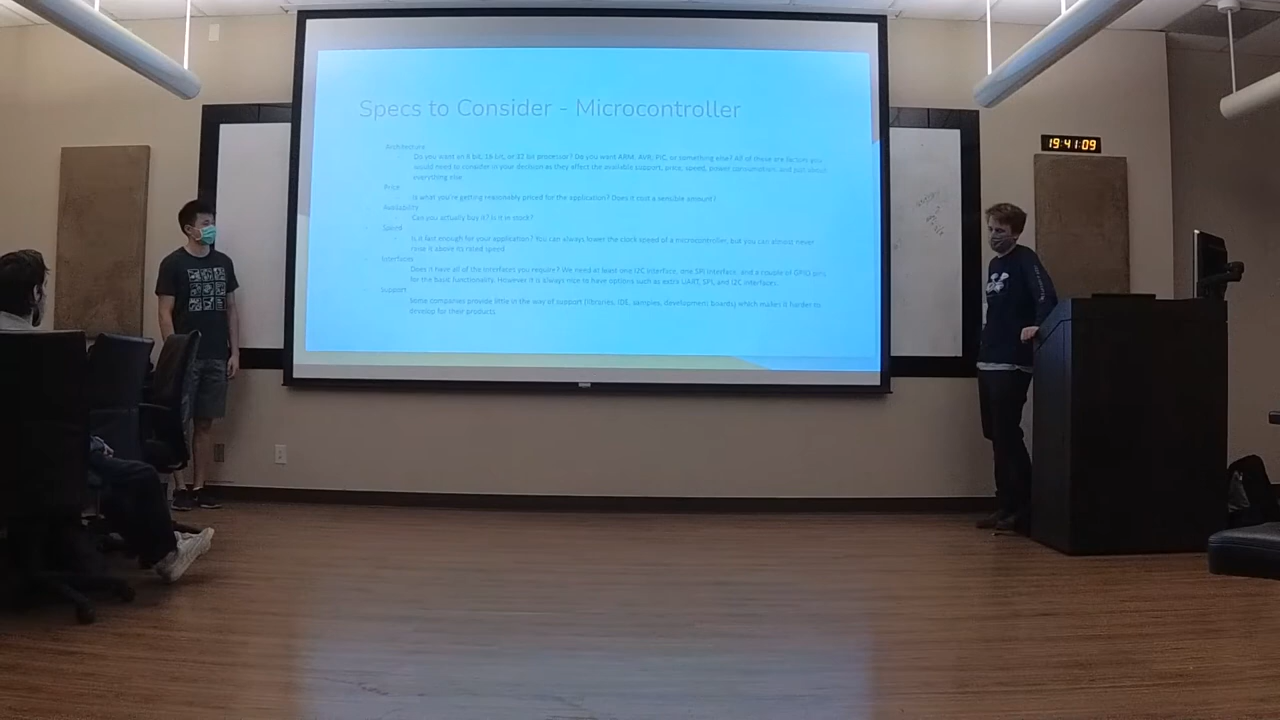 Specs to Consider - Microcontroller
19:41:09
Architecture
Do you want an 8 bit, 16 bit, or 32 bit processor? Do you want ARM, AVR, PIC, or something else? All of these are factors you
would need to consider in your decision as they effect the available support, price, speed, power consumption, and just about
everything else
Price
Is what you're getting reasonably priced for the application? Does it cost a sensible amount?
Availability
Can you actually buy it? Is it in stock?
Speed
Is it fast enough for your application? You can always lower the clock speed of a microcontroller, but you can almost never
raise it above its rated speed
Interfaces
Does it have all of the interfaces you require? We need at least one I2C interface, one SPI interface, and a couple of GPIO pins
for the basic functionality. However it is always nice to have options such as extra UART, SPI, and I2C interfaces.
Support
Some companies provide little in the way of support (libraries, IDE, samples, development boards) which makes it harder to
develop for their products